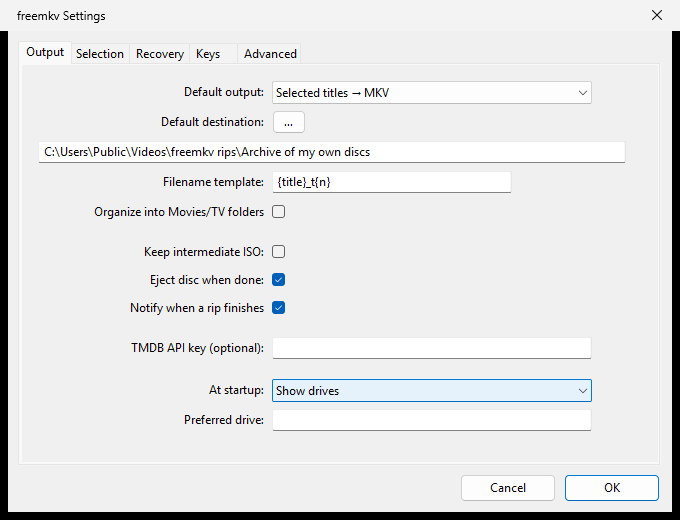 freemkv Settings
Output Selection Recovery Keys Advanced
Default output: Selected titles → MKV
Default destination: ...
C:\Users\Public\Videos\freemkv rips\Archive of my own discs
Filename template: {title}_t{n}
Organize into Movies/TV folders
Keep intermediate ISO:
Eject disc when done:
Notify when a rip finishes
TMDB API key (optional):
At startup: Show drives
Preferred drive:
Cancel OK